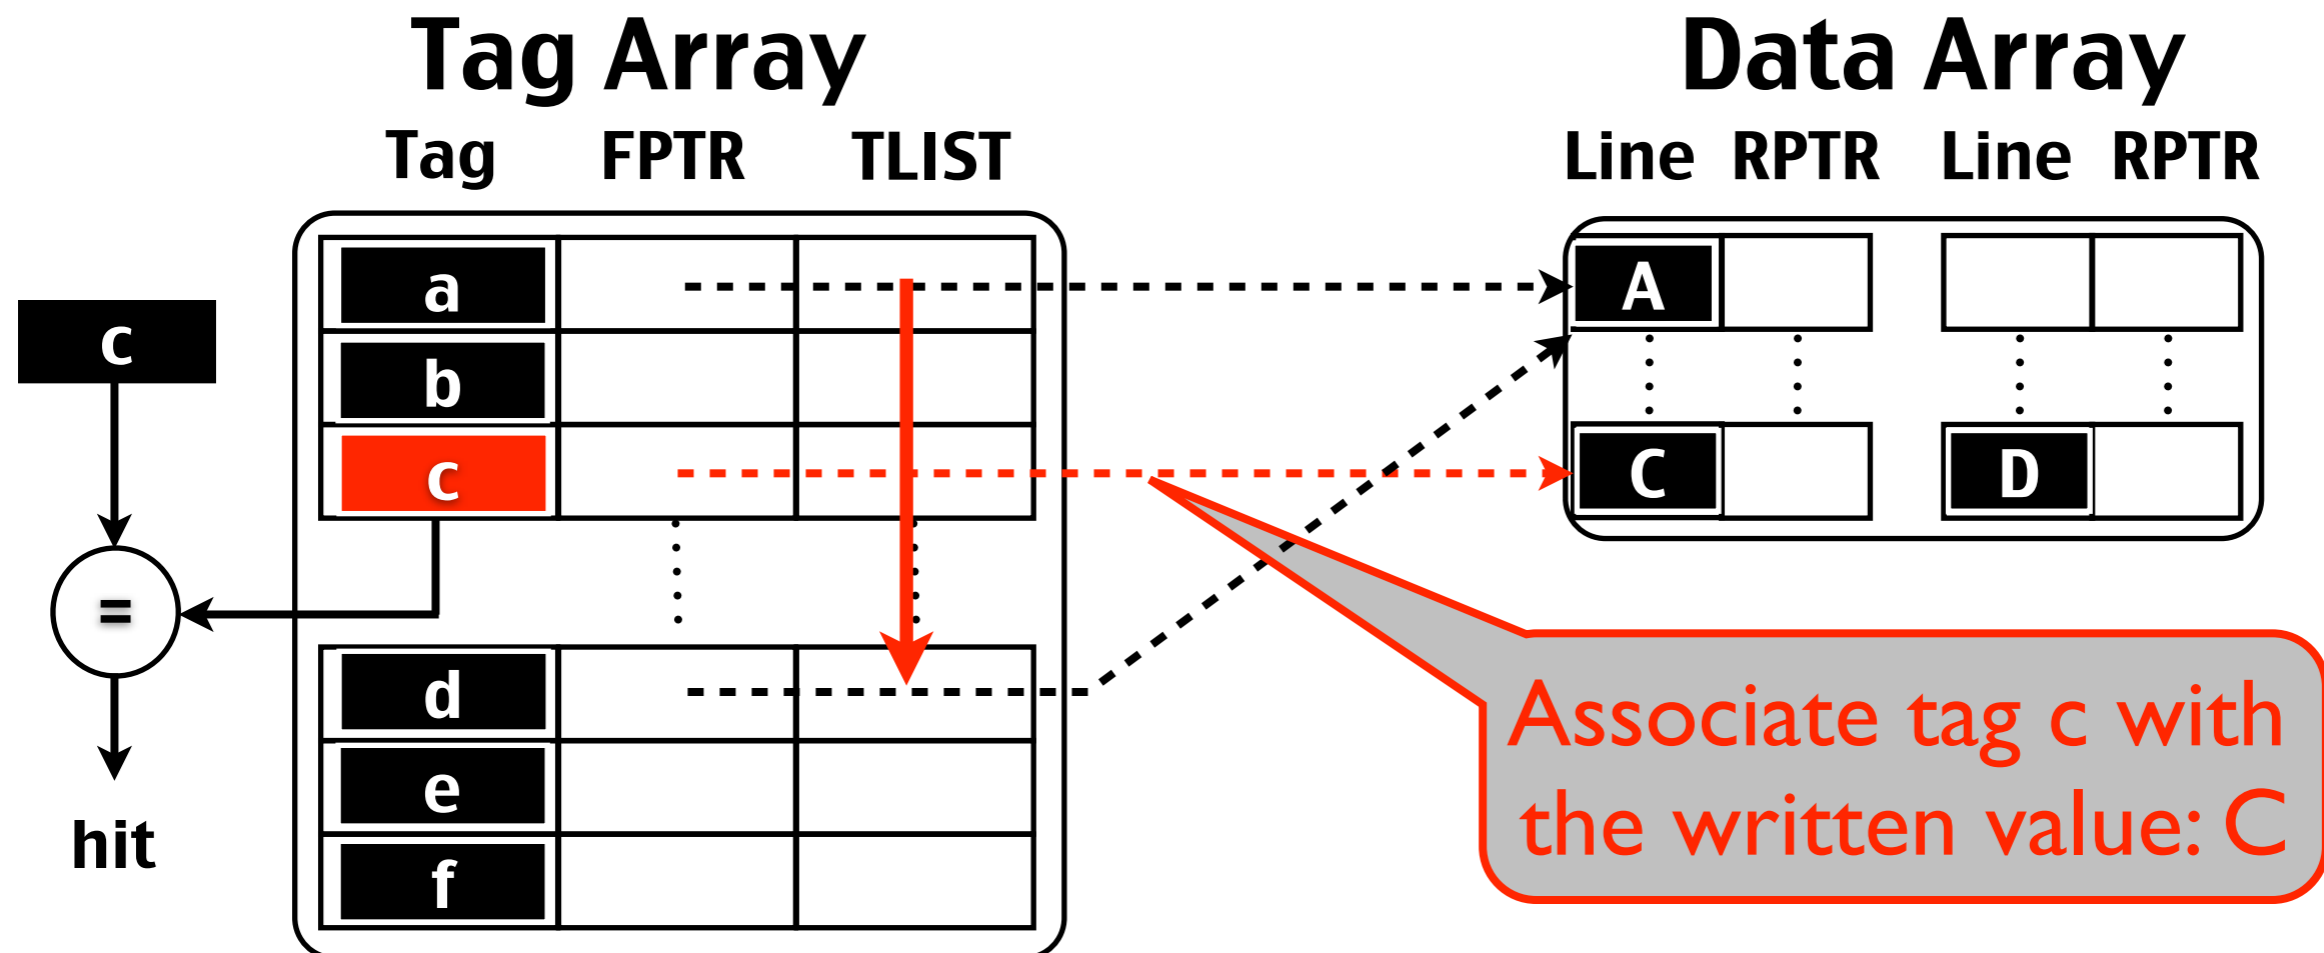 Tag Array
Data Array
Tag FPTR TLIST
Line RPTR Line RPTR
a
A
c
b
c
C
D
=
d
Associate tag c with
the written value: C
e
hit
f